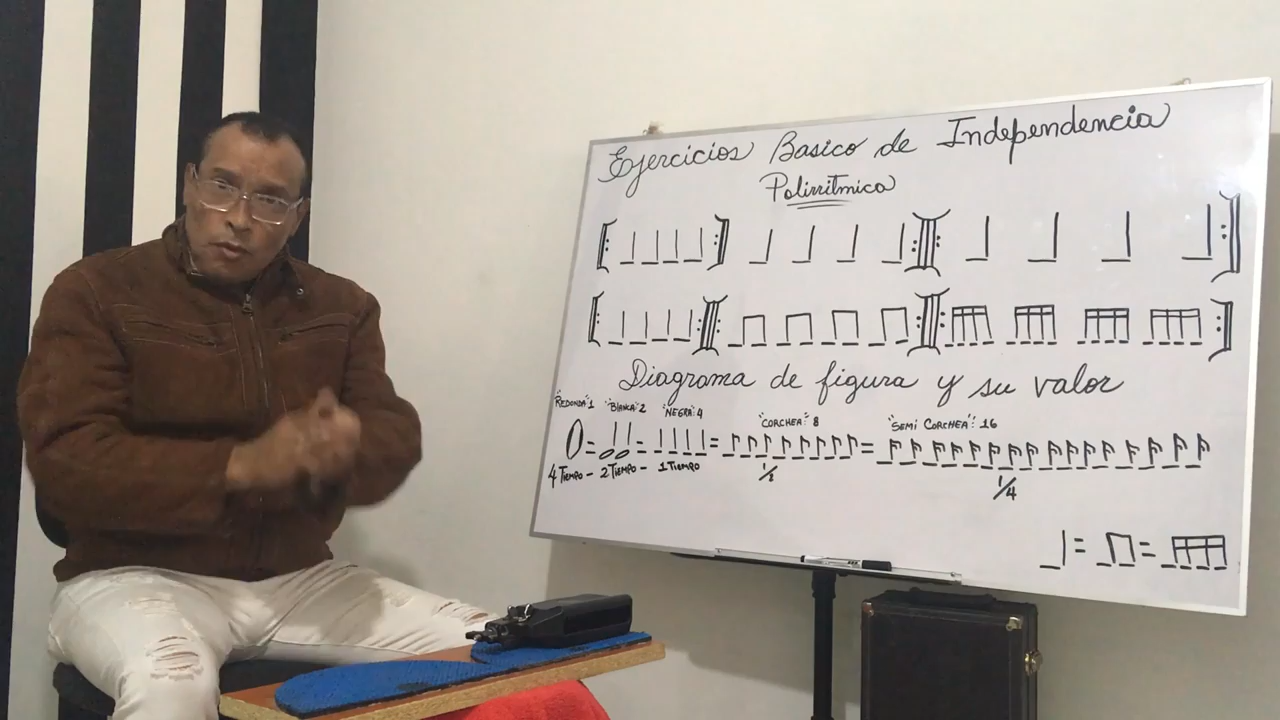 Ejercicios Basico de Independencia
Polirritmica
Diagrama de figura y su valor
"REDONDA" 1 "BLANCA" 2 "NEGRA" 4 "CORCHEA" 8 "SEMI CORCHEA" 16
4 TIEMPO - 2 TIEMPO - 1 TIEMPO 1/2 1/4